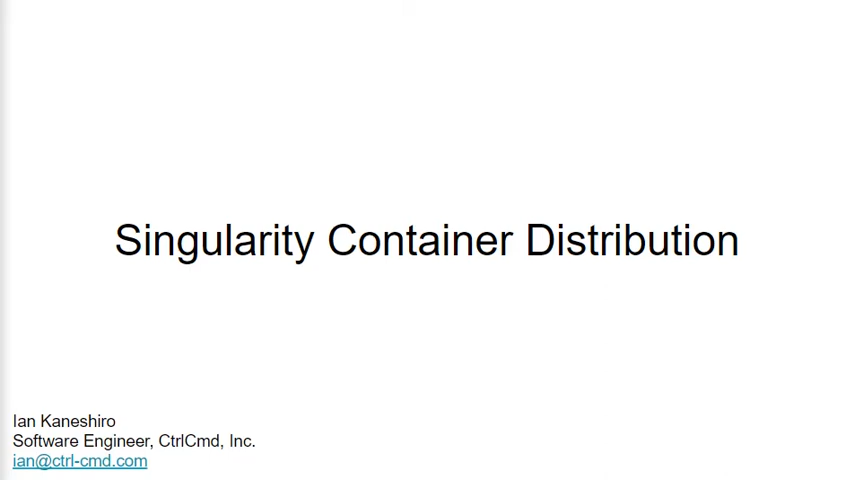 Singularity Container Distribution
Ian Kaneshiro
Software Engineer, CtrlCmd, Inc.
ian@ctrl-cmd.com